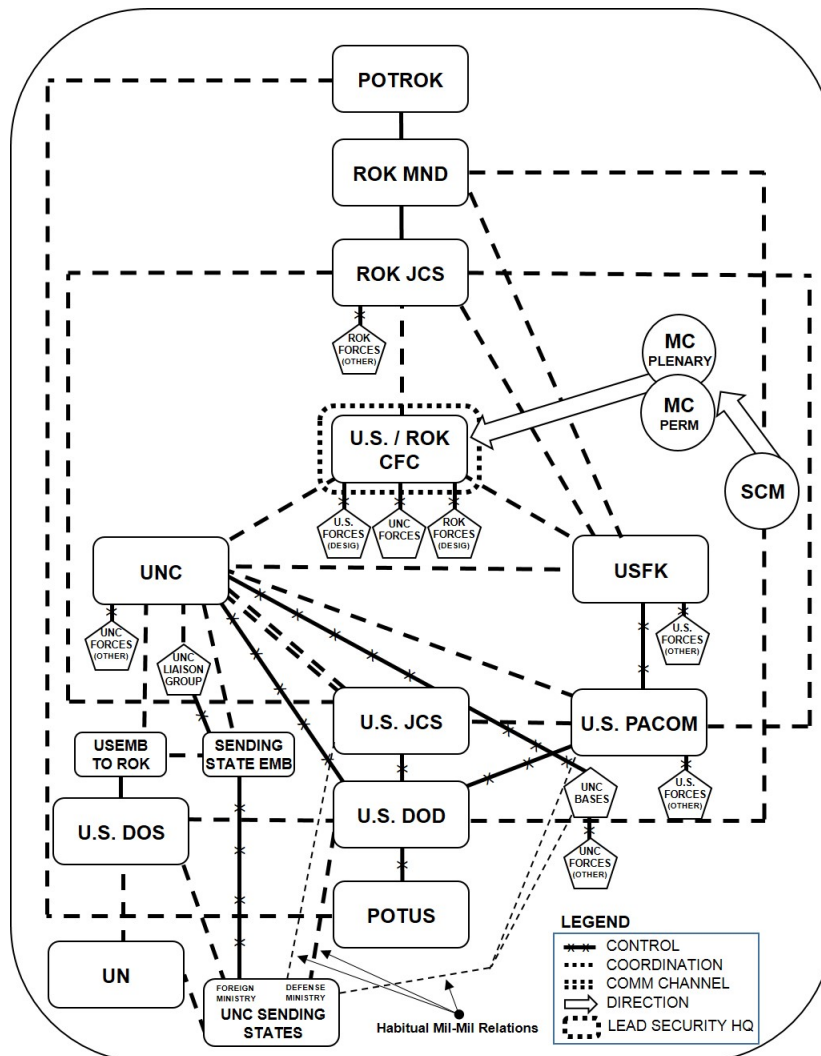 POTROK
ROK MND
ROK JCS
ROK
FORCES
(OTHER)
MC
PLENARY
MC
PERM
SCM
U.S. / ROK
CFC
U.S.
FORCES
(DESIG)
UNC
FORCES
ROK
FORCES
(DESIG)
UNC
USFK
UNC
FORCES
(OTHER)
UNC
LIAISON
GROUP
U.S.
FORCES
(OTHER)
U.S. JCS
U.S. PACOM
USEMB
TO ROK
SENDING
STATE EMB
UNC
BASES
U.S.
FORCES
(OTHER)
U.S. DOS
U.S. DOD
UNC
FORCES
(OTHER)
POTUS
UN
FOREIGN
MINISTRY
DEFENSE
MINISTRY
UNC SENDING
STATES
Habitual Mil-Mil Relations
LEGEND
CONTROL
COORDINATION
COMM CHANNEL
DIRECTION
LEAD SECURITY HQ